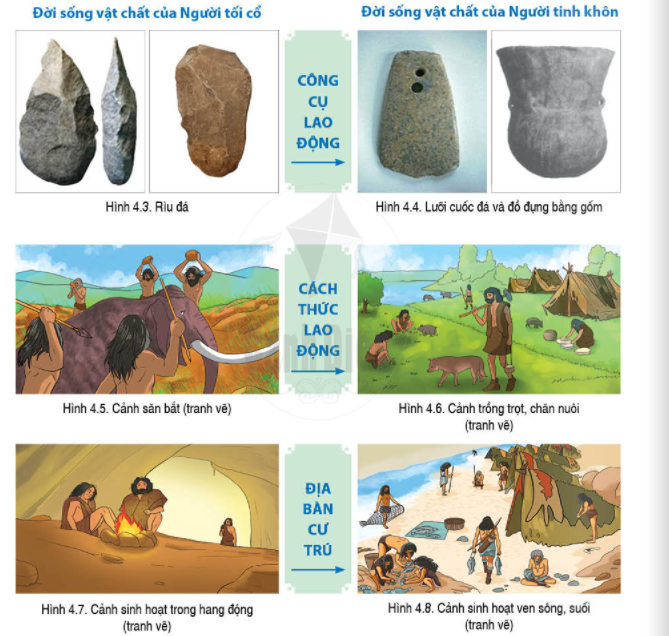 Đời sống vật chất của Người tối cổ
Đời sống vật chất của Người tinh khôn
CÔNG
CỤ
LAO
ĐỘNG
Hình 4.3. Rìu đá
Hình 4.4. Lưỡi cuốc đá và đồ đựng bằng gốm
CÁCH
THỨC
LAO
ĐỘNG
Hình 4.5. Cảnh săn bắt (tranh vẽ)
Hình 4.6. Cảnh trồng trọt, chăn nuôi
(tranh vẽ)
ĐỊA
BÀN
CƯ
TRÚ
Hình 4.7. Cảnh sinh hoạt trong hang động
(tranh vẽ)
Hình 4.8. Cảnh sinh hoạt ven sông, suối
(tranh vẽ)